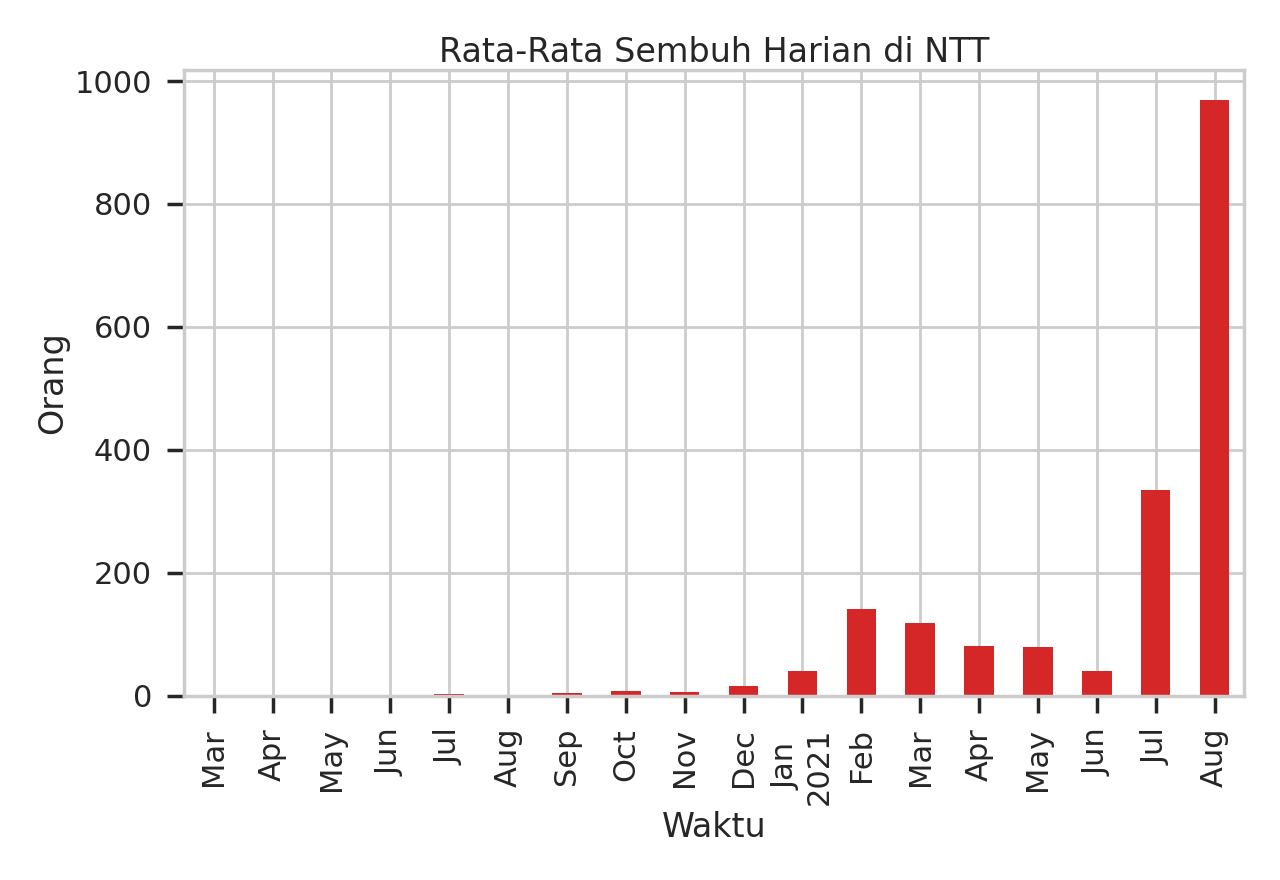 Rata-Rata Sembuh Harian di NTT
1000
800
600
400
200
0
Orang
Mar
Apr
May
Jun
Jul
Aug
Sep
Oct
Nov
Dec
Jan
2021
Feb
Mar
Apr
May
Jun
Jul
Aug
Waktu